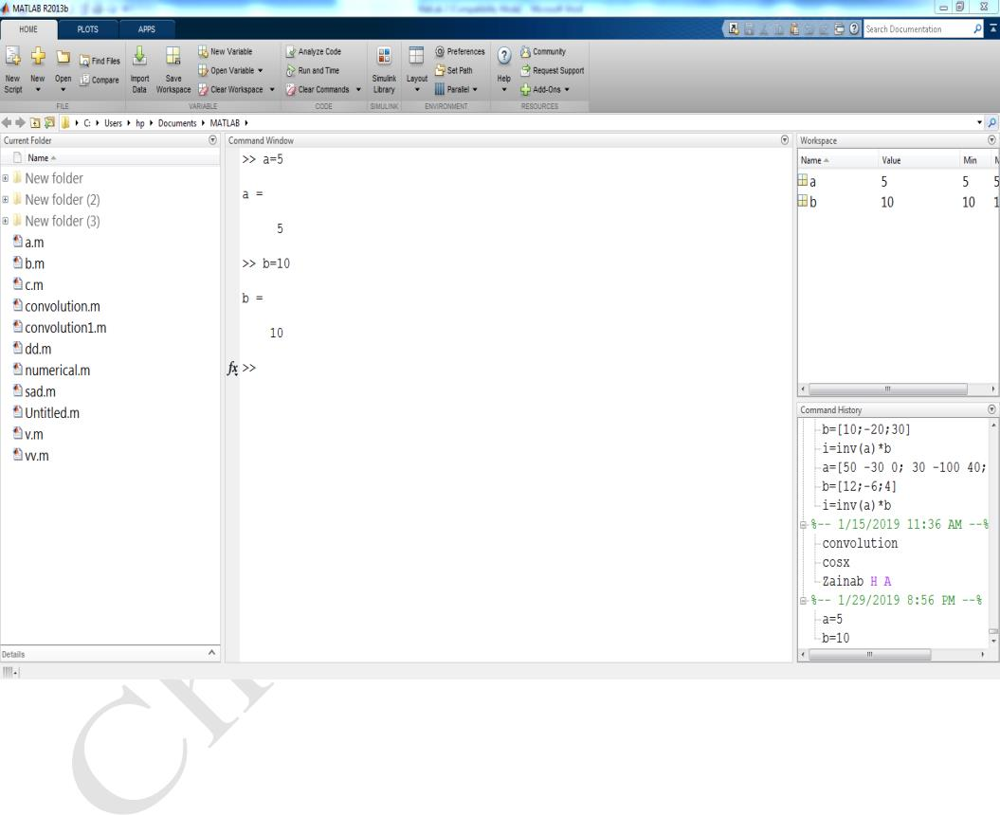 MATLAB R2013b
HOME PLOTS APPS
Search Documentation
New Script
New
Open
Find Files
Compare
Import Data
Save Workspace
New Variable
Open Variable
Clear Workspace
Analyze Code
Run and Time
Clear Commands
Simulink Library
Layout
Preferences
Set Path
Parallel
Help
Community
Request Support
Add-Ons
FILE VARIABLE CODE SIMULINK ENVIRONMENT RESOURCES
C: Users hp Documents MATLAB
Current Folder
Name
New folder
New folder (2)
New folder (3)
a.m
b.m
c.m
convolution.m
convolution1.m
dd.m
numerical.m
sad.m
Untitled.m
v.m
vv.m
Details
Command Window
>> a=5
a =
5
>> b=10
b =
10
fx >>
Workspace
Name Value Min M
a 5 5 5
b 10 10 1
Command History
b=[10;-20;30]
i=inv(a)*b
a=[50 -30 0; 30 -100 40;
b=[12;-6;4]
i=inv(a)*b
%-- 1/15/2019 11:36 AM --%
convolution
cosx
Zainab H A
%-- 1/29/2019 8:56 PM --%
a=5
b=10